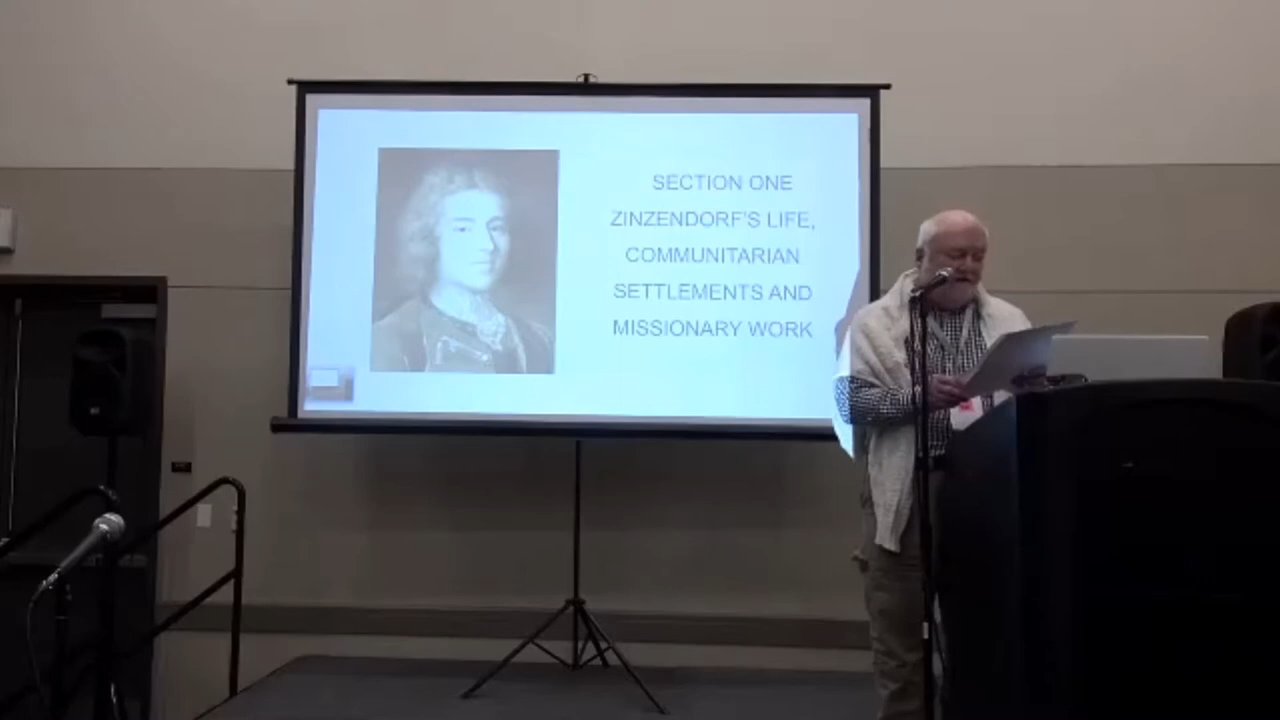 SECTION ONE
ZINZENDORF'S LIFE,
COMMUNITARIAN
SETTLEMENTS AND
MISSIONARY WORK